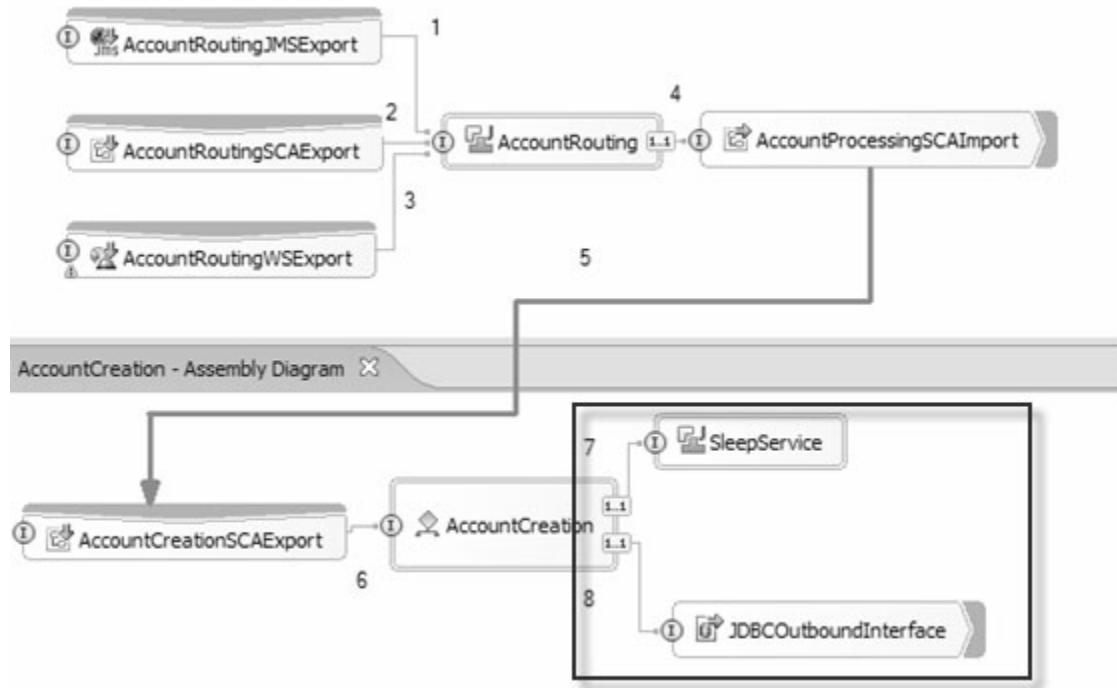 1
AccountRoutingJMSExport
2
4
AccountRoutingSCAExport
AccountRouting
1..1
AccountProcessingSCAImport
3
AccountRoutingWSExport
5
AccountCreation - Assembly Diagram
7
SleepService
1..1
AccountCreation
AccountCreationSCAExport
1..1
6
8
JDBCOutboundInterface